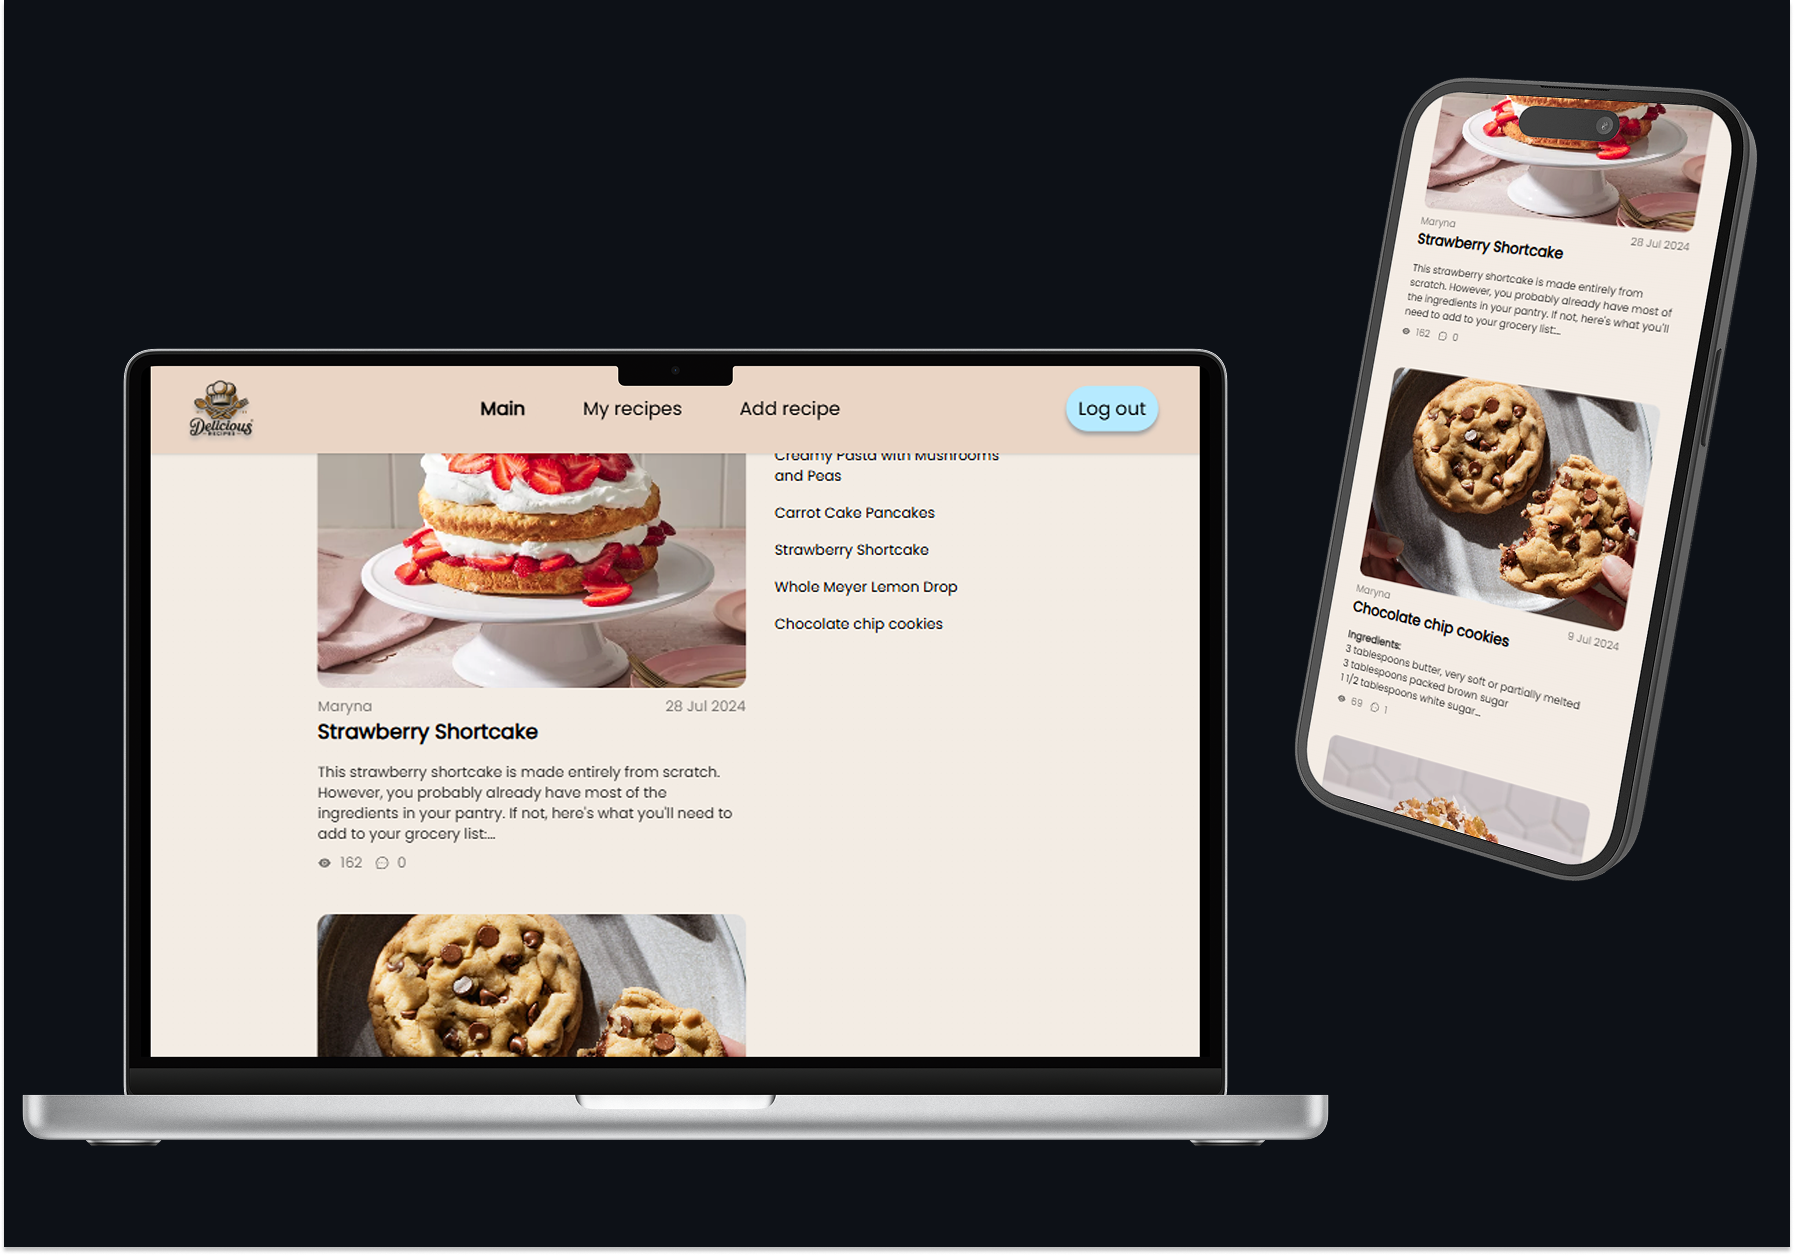 Delicious
RECIPES
Main
My recipes
Add recipe
Log out
Creamy Pasta with Mushrooms
and Peas
Carrot Cake Pancakes
Strawberry Shortcake
Whole Meyer Lemon Drop
Chocolate chip cookies
Maryna
28 Jul 2024
Strawberry Shortcake
This strawberry shortcake is made entirely from scratch.
However, you probably already have most of the
ingredients in your pantry. If not, here's what you'll need to
add to your grocery list:...
162
0
Maryna
28 Jul 2024
Strawberry Shortcake
This strawberry shortcake is made entirely from
scratch. However, you probably already have most of
the ingredients in your pantry. If not, here's what you'll
need to add to your grocery list:...
162
0
Maryna
9 Jul 2024
Chocolate chip cookies
Ingredients:
3 tablespoons butter, very soft or partially melted
3 tablespoons packed brown sugar
1 1/2 tablespoons white sugar...
69
1